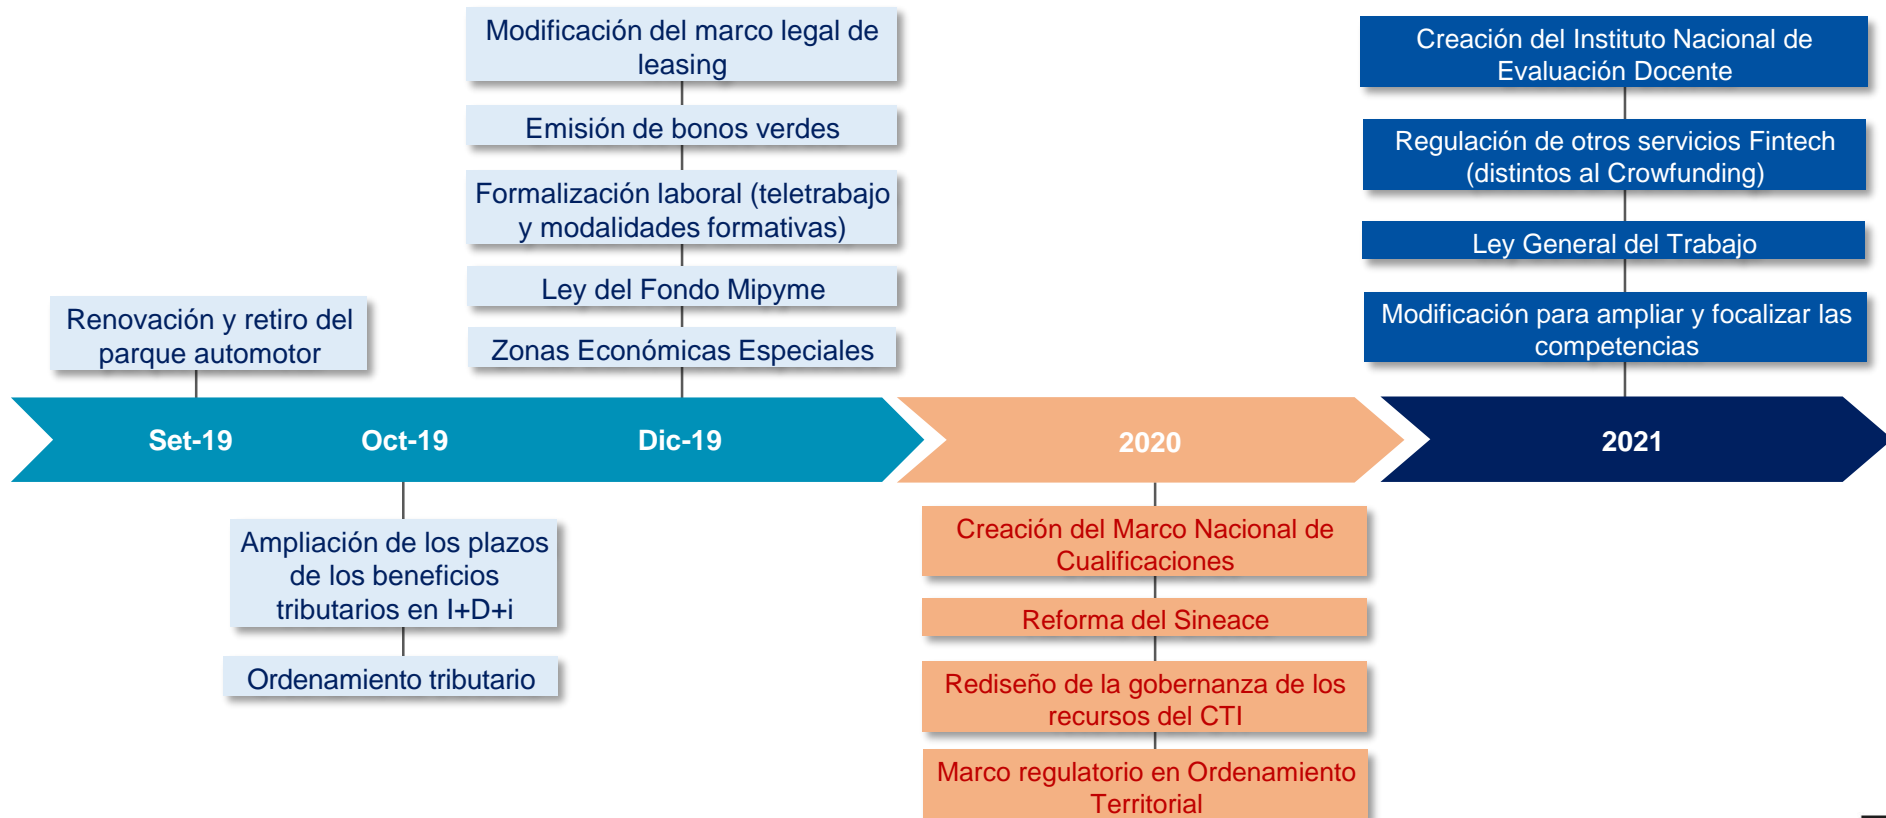 Modificación del marco legal de
leasing
Emisión de bonos verdes
Formalización laboral (teletrabajo
y modalidades formativas)
Ley del Fondo Mipyme
Zonas Económicas Especiales
Renovación y retiro del
parque automotor
Creación del Instituto Nacional de
Evaluación Docente
Regulación de otros servicios Fintech
(distintos al Crowfunding)
Ley General del Trabajo
Modificación para ampliar y focalizar las
competencias
Set-19
Oct-19
Dic-19
2020
2021
Ampliación de los plazos
de los beneficios
tributarios en I+D+i
Ordenamiento tributario
Creación del Marco Nacional de
Cualificaciones
Reforma del Sineace
Rediseño de la gobernanza de los
recursos del CTI
Marco regulatorio en Ordenamiento
Territorial